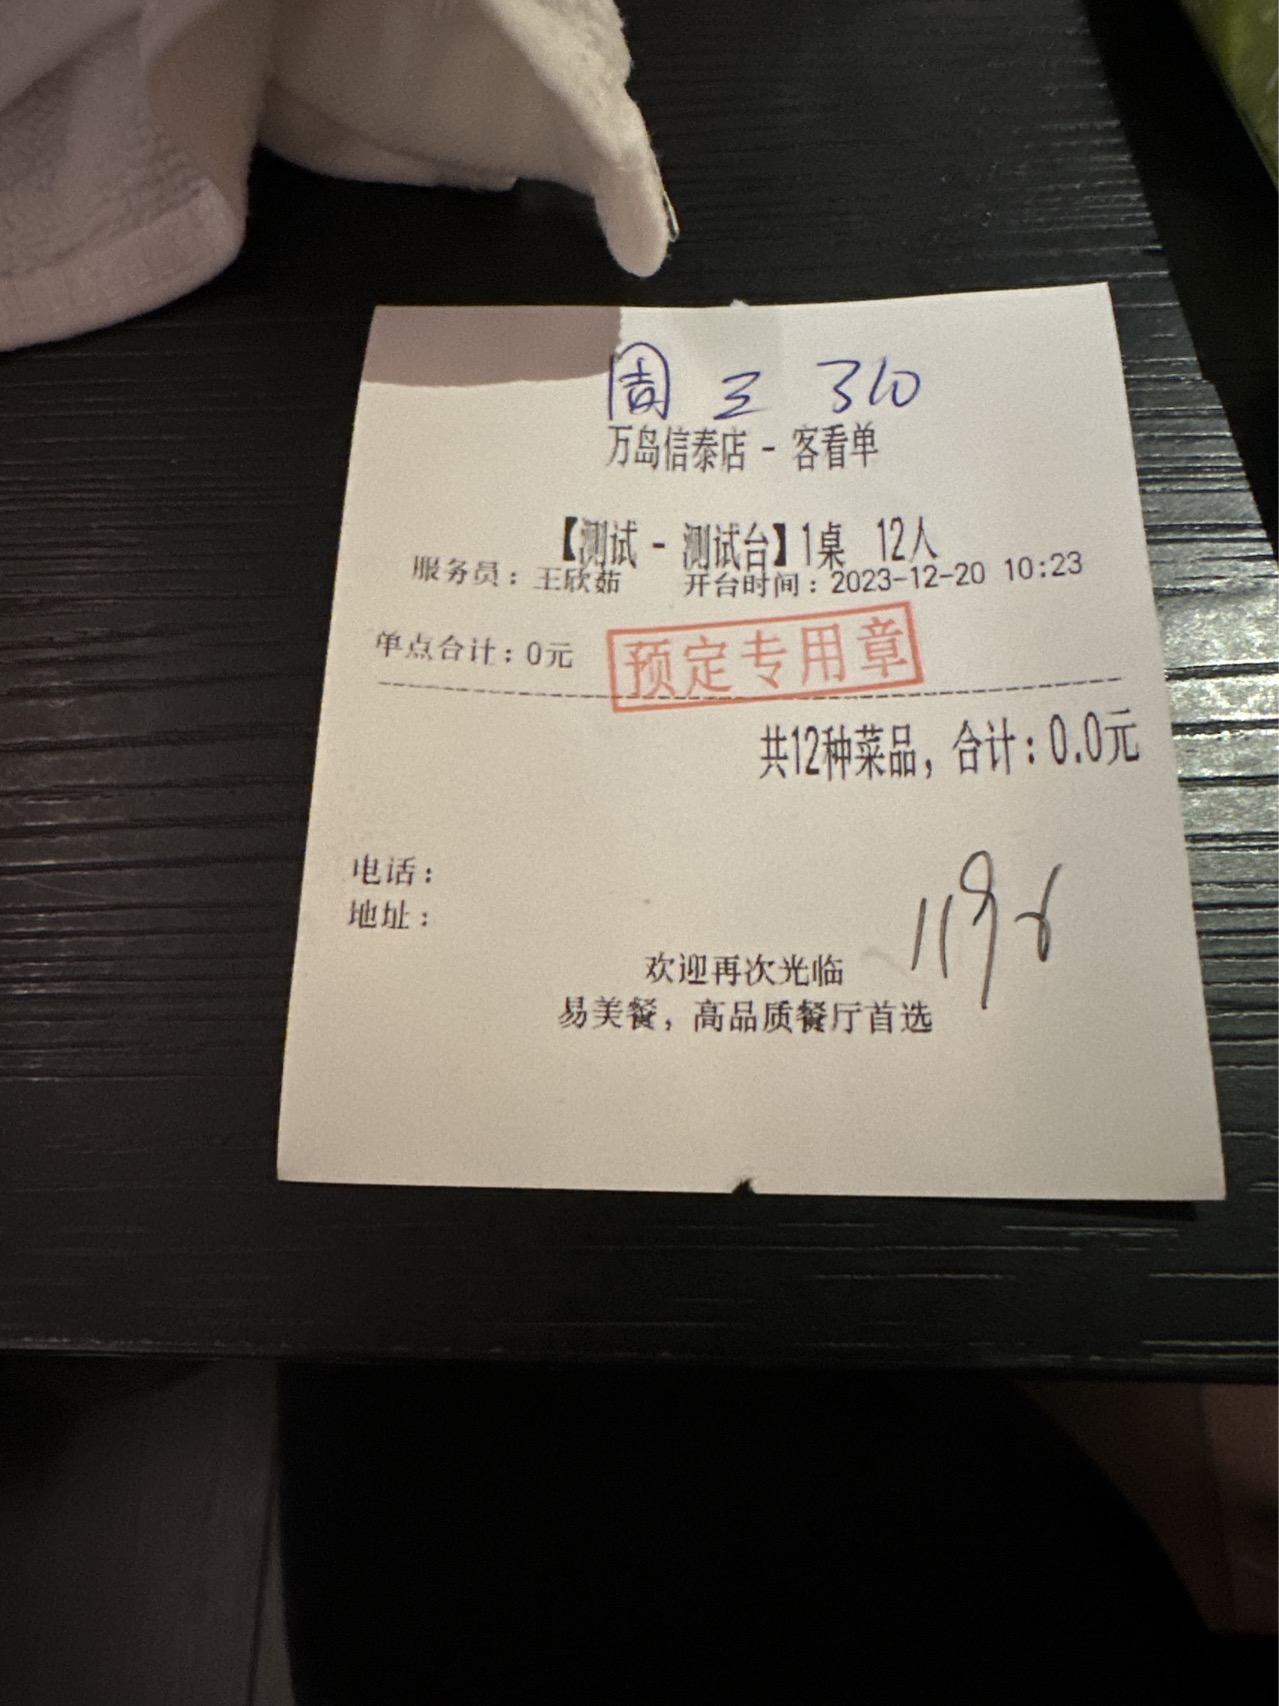 周 三 310
万岛信泰店 - 客看单
【测试 - 测试台】1桌 12人
服务员：王欣茹 开台时间：2023-12-20 10:23
单点合计：0元
预定专用章
共12种菜品，合计：0.0元
电话：
地址：
1196
欢迎再次光临
易美餐，高品质餐厅首选